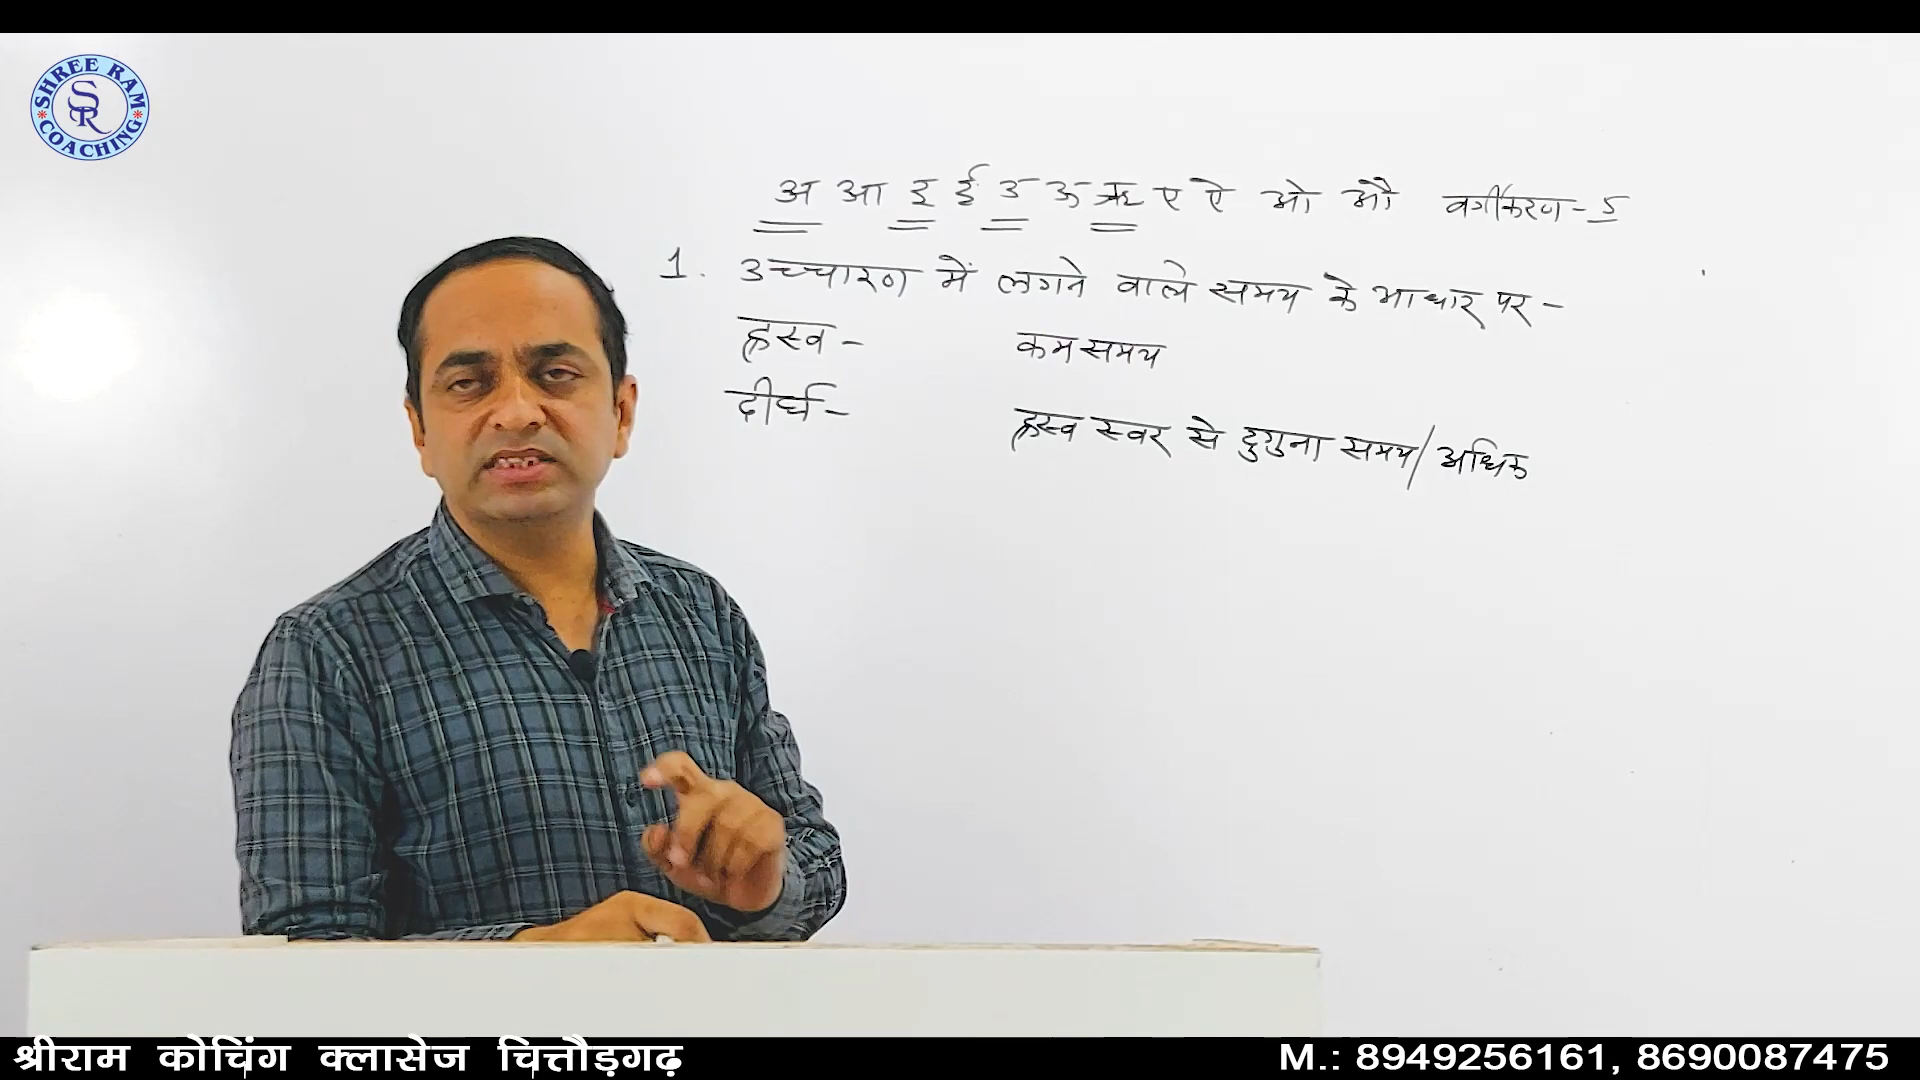 SHREE RAM
SR
COACHING
अ आ इ ई उ ऊ ऋ ए ऐ ओ औ वर्गीकरण - 5
1. उच्चारण में लगने वाले समय के आधार पर -
ह्रस्व - कम समय
दीर्घ - ह्रस्व स्वर से दुगुना समय/अधिक
श्रीराम कोचिंग क्लासेज चित्तौड़गढ़ M.: 8949256161, 8690087475